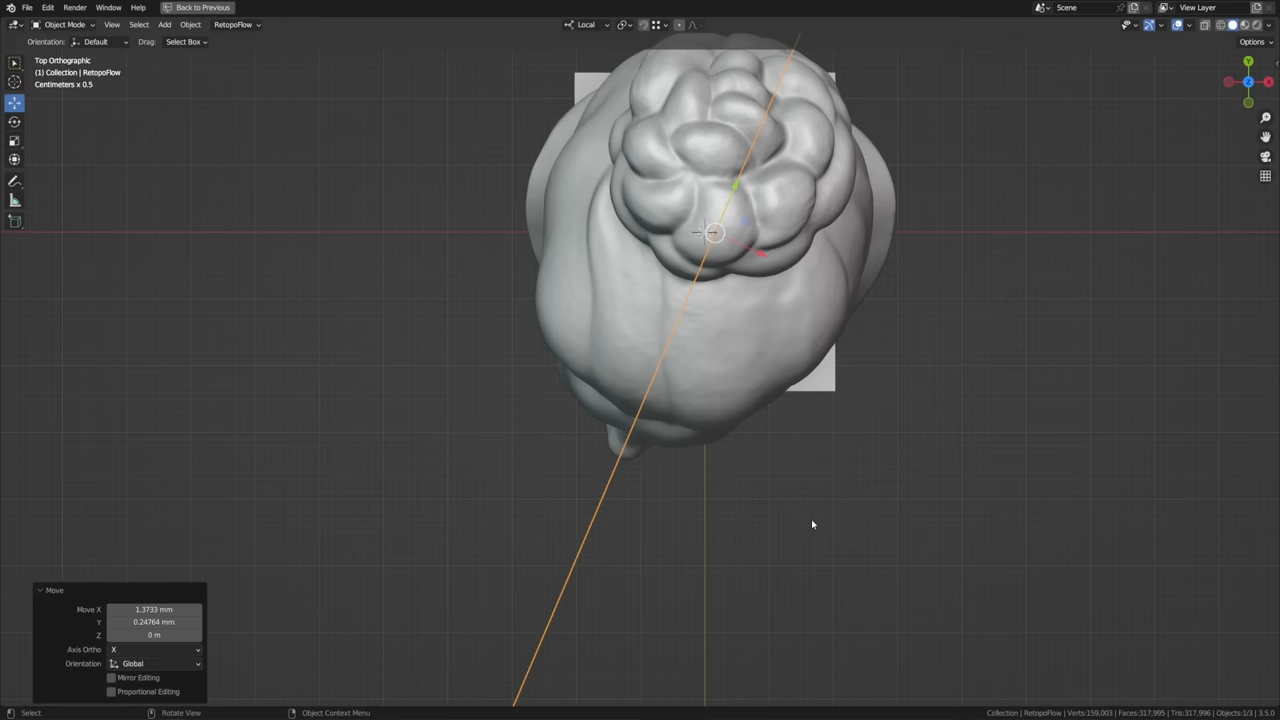 File Edit Render Window Help Back to Previous Scene View Layer
Object Mode View Select Add Object RetopoFlow Local
Orientation: Default Drag: Select Box Options
Top Orthographic
(1) Collection | RetopoFlow
Centimeters x 0.5
Y
Z X
Move
Move X 1.3733 mm
Y 0.24764 mm
Z 0 m
Axis Ortho X
Orientation Global
Mirror Editing
Proportional Editing
Select Rotate View Object Context Menu Collection | RetopoFlow | Verts:159,003 | Faces:317,995 | Tris:317,996 | Objects:1/3 | 3.5.0